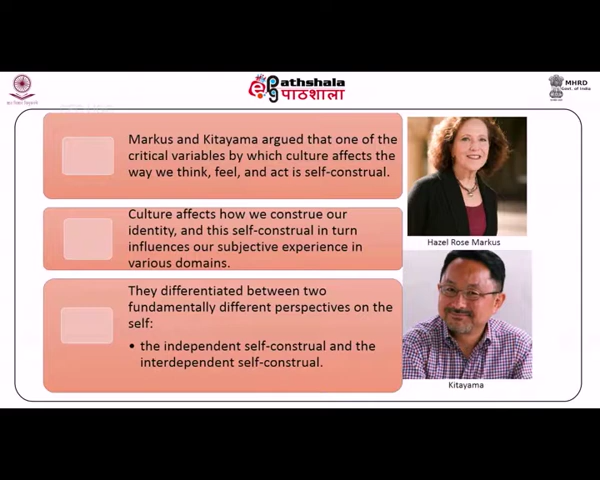 Pathshala
पाठशाला
MHRD
Govt. of India
Markus and Kitayama argued that one of the
critical variables by which culture affects the
way we think, feel, and act is self-construal.
Culture affects how we construe our
identity, and this self-construal in turn
influences our subjective experience in
various domains.
They differentiated between two
fundamentally different perspectives on the
self:
• the independent self-construal and the
interdependent self-construal.
Hazel Rose Markus
Kitayama